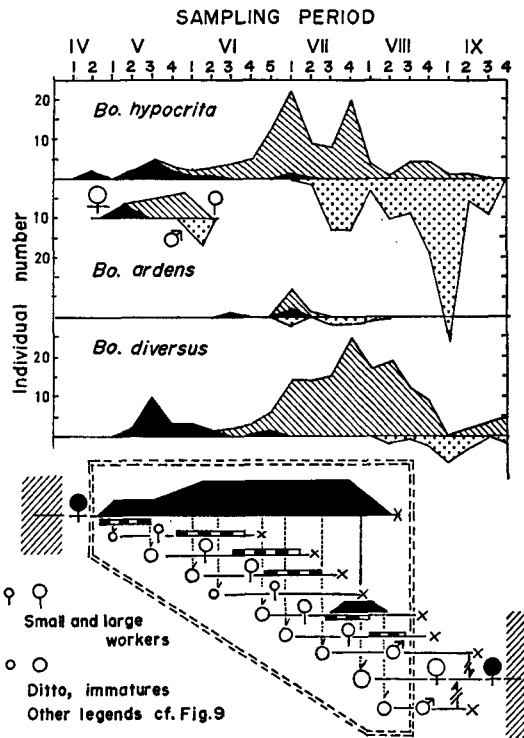 SAMPLING PERIOD
IV V VI VII VIII IX
1 2 1 2 3 4 1 2 3 4 5 1 2 3 4 1 2 3 4 1 2 3 4
20
Bo. hypocrita
10
10
Bo. ardens
20
Individual number
Bo. diversus
20
10
Small and large
workers
Ditto, immatures
Other legends cf. Fig.9